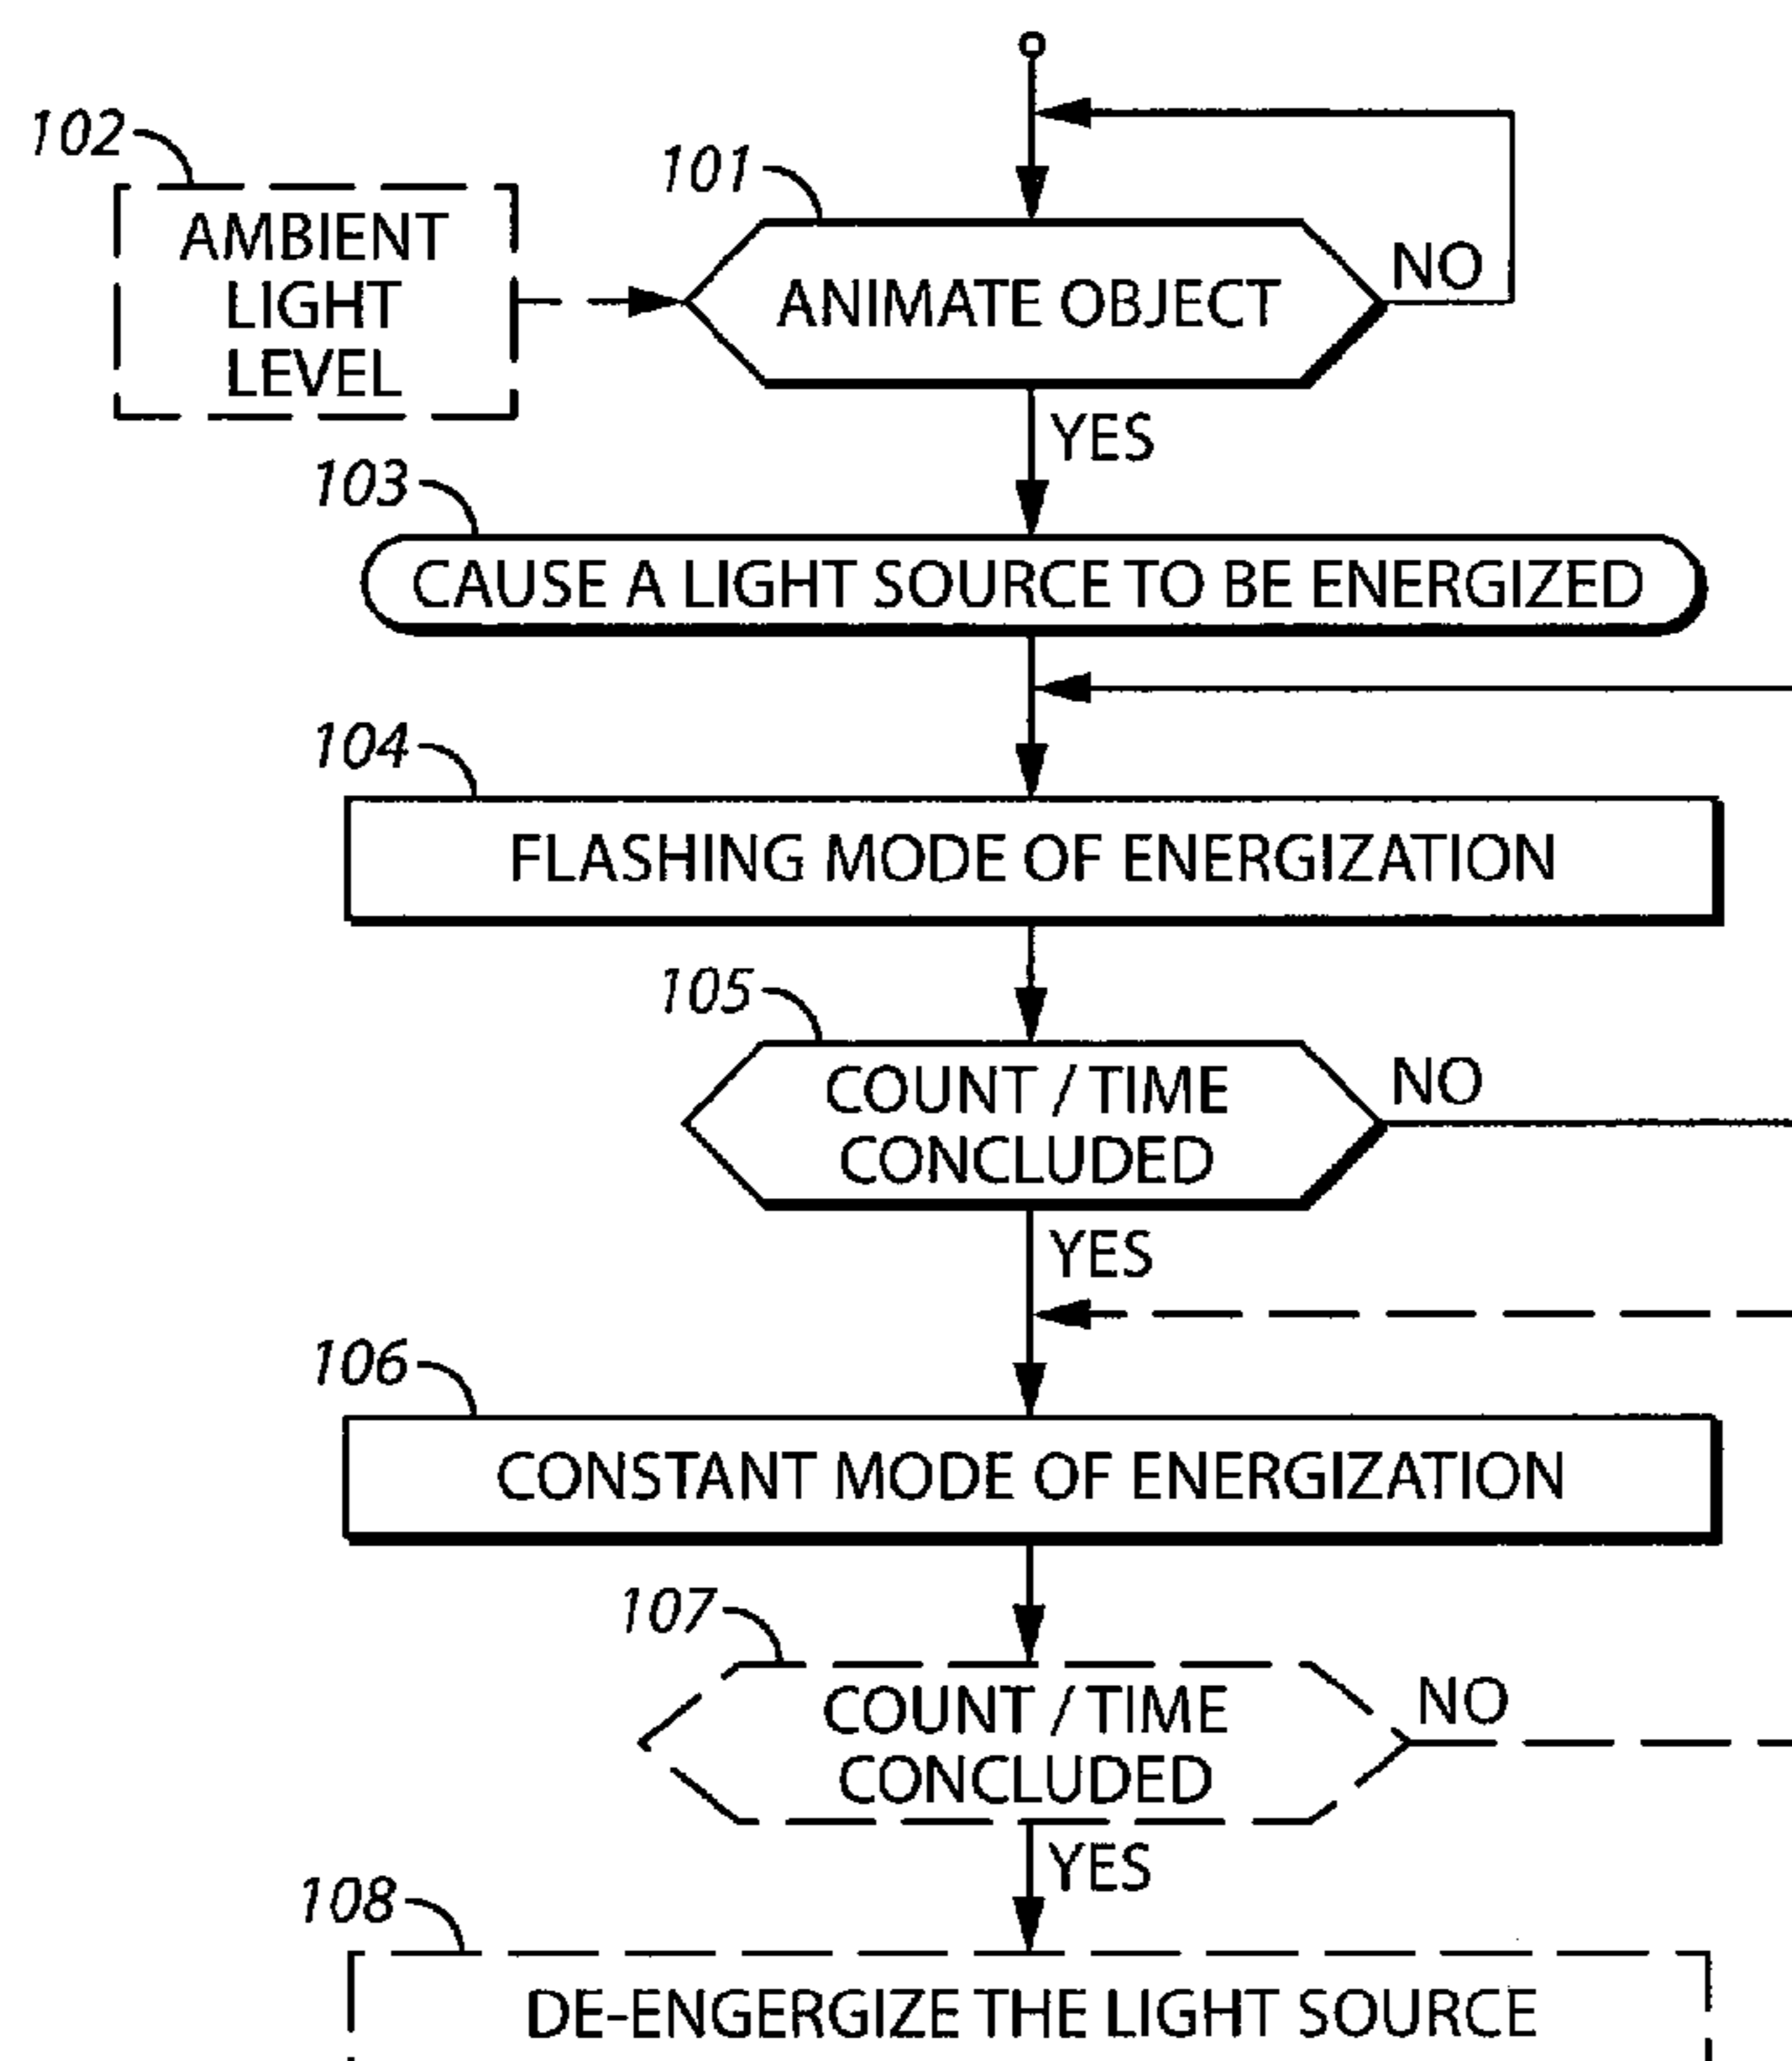 102
AMBIENT
LIGHT
LEVEL
101
ANIMATE OBJECT
NO
YES
103
CAUSE A LIGHT SOURCE TO BE ENERGIZED
104
FLASHING MODE OF ENERGIZATION
105
COUNT / TIME
CONCLUDED
NO
YES
106
CONSTANT MODE OF ENERGIZATION
107
COUNT / TIME
CONCLUDED
NO
YES
108
DE-ENGERGIZE THE LIGHT SOURCE